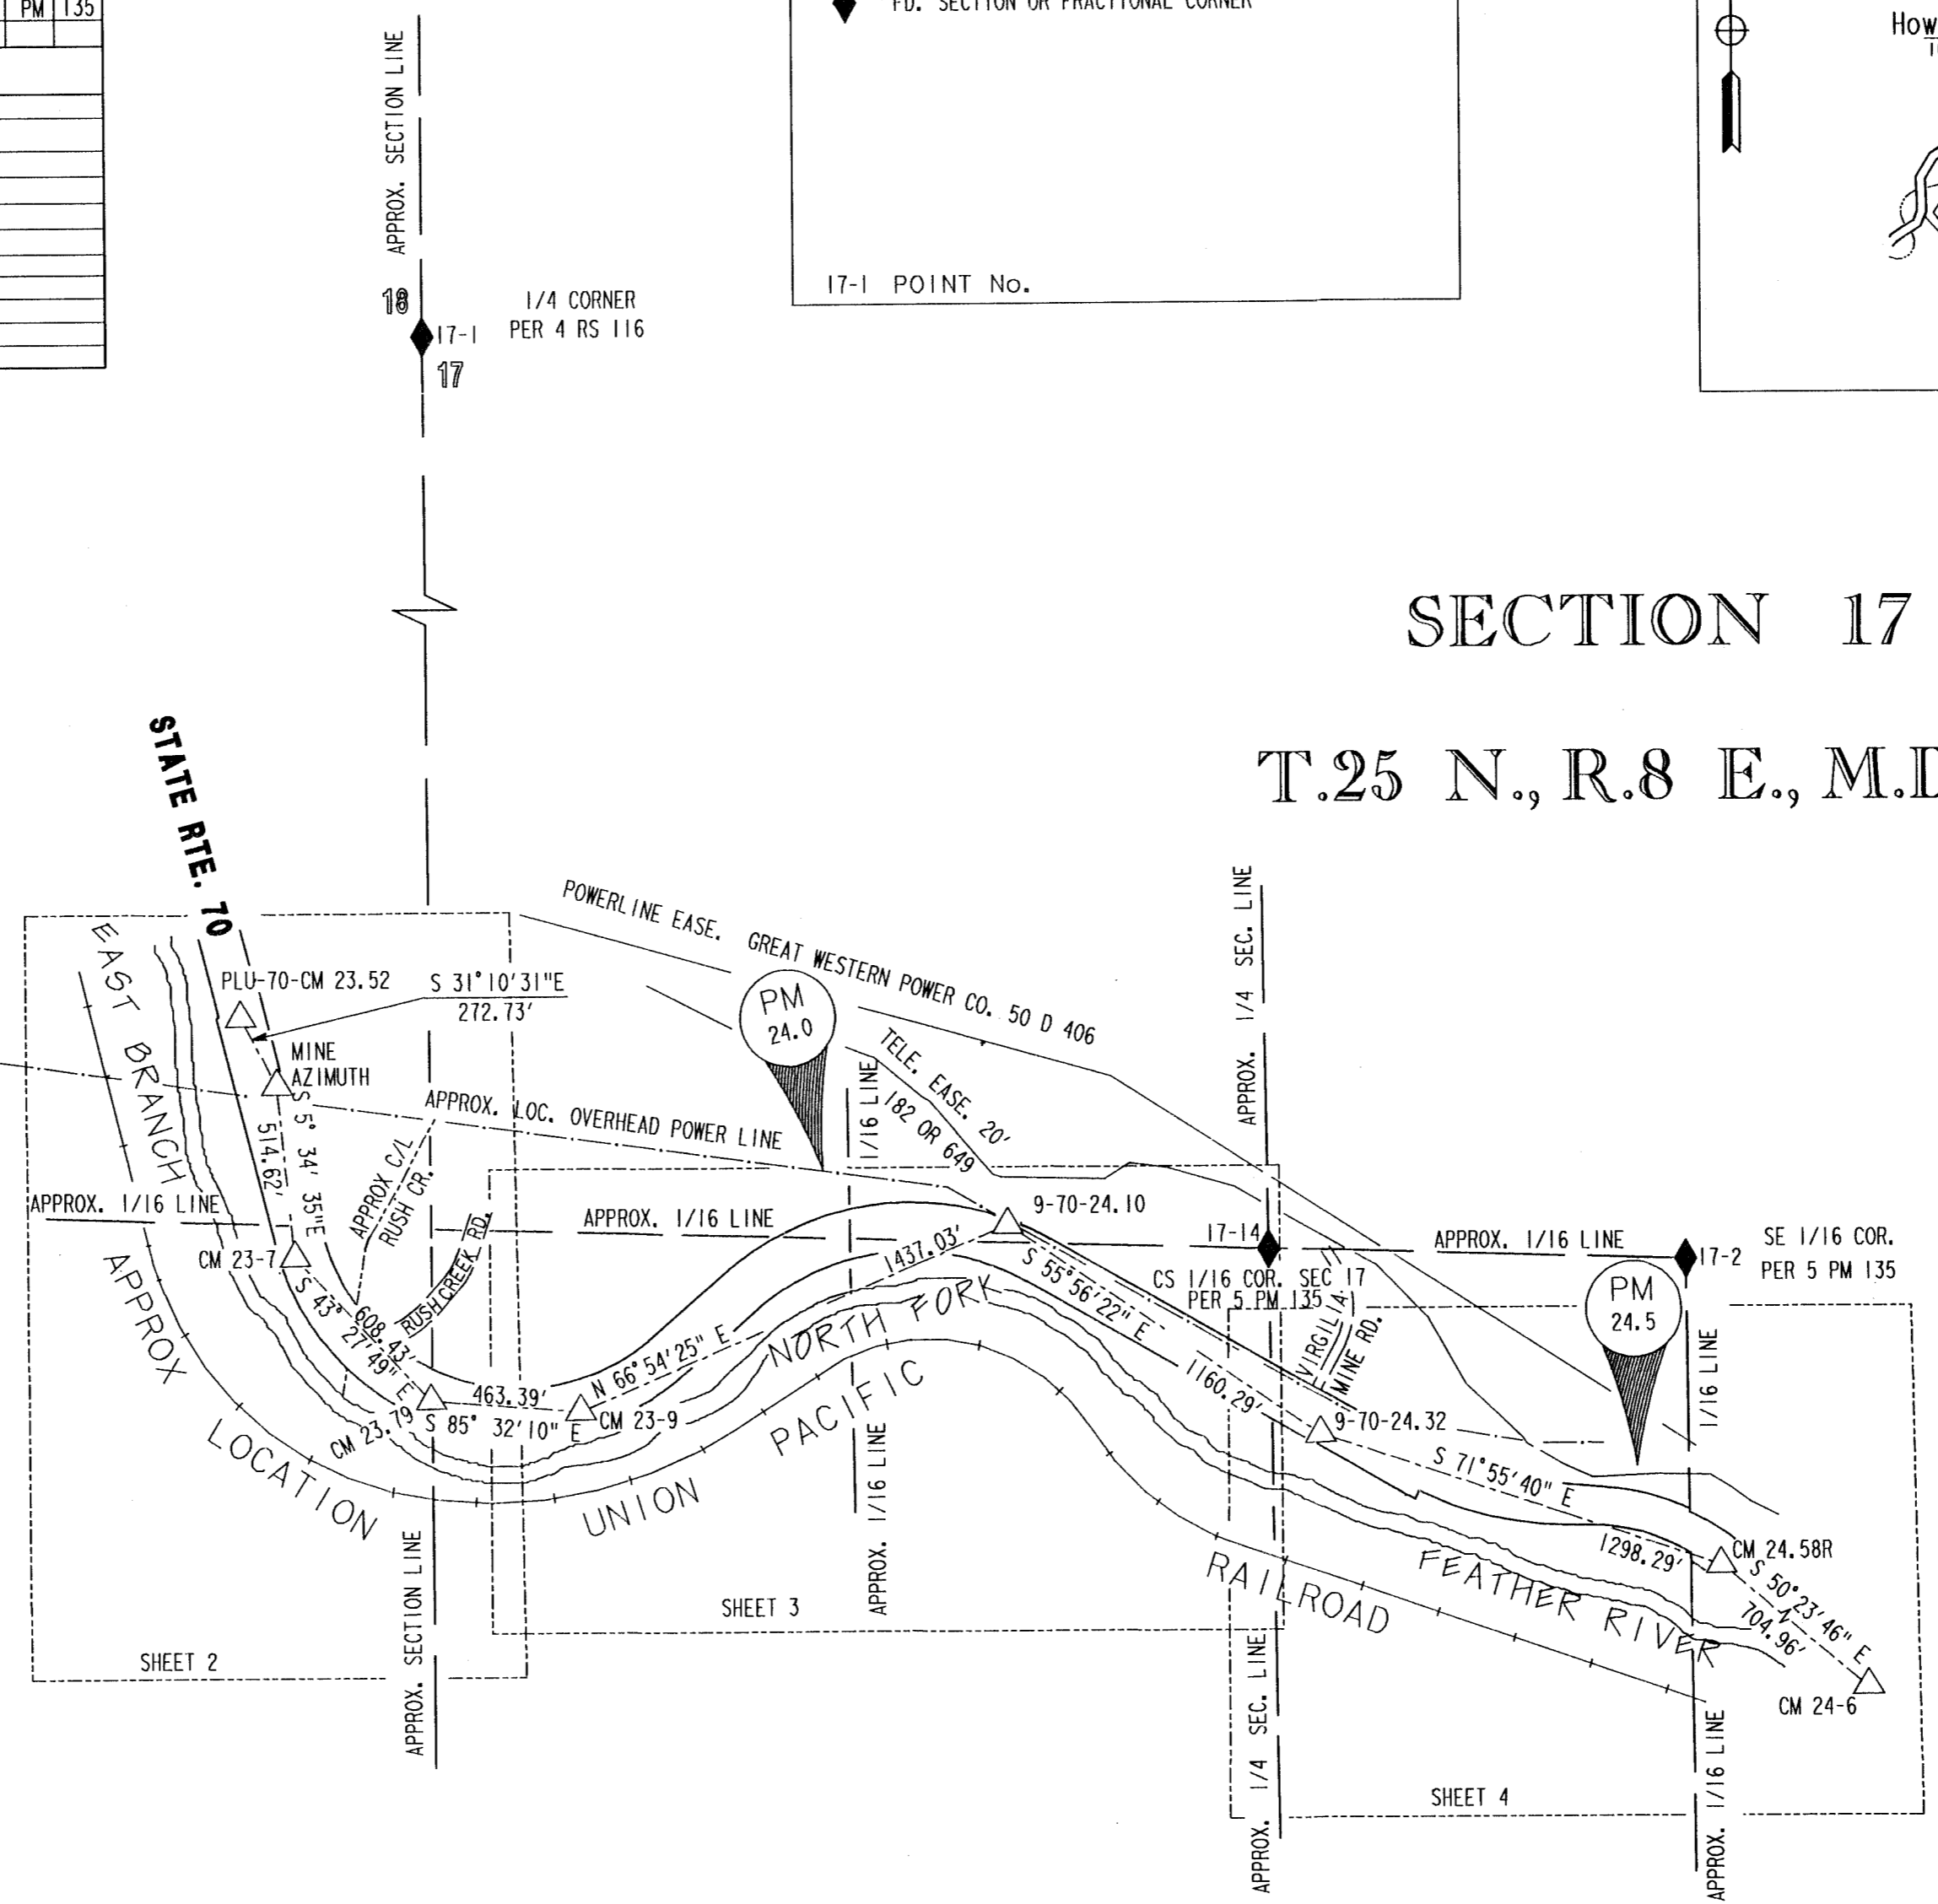 PM 135
FD. SECTION OR FRACTIONAL CORNER
17-1 POINT No.
APPROX. SECTION LINE
18
17-1
17
1/4 CORNER
PER 4 RS 116
SECTION 17
T.25 N., R.8 E., M.D
STATE RTE. 70
EAST BRANCH
PLU-70-CM 23.52
S 31°10'31"E
272.73'
MINE
AZIMUTH
S 5° 34' 35"E
514.62'
POWERLINE EASE. GREAT WESTERN POWER CO. 50 D 406
PM
24.0
TELE. EASE. 20'
182 OR 649
1/16 LINE
APPROX. 1/4 SEC. LINE
APPROX. LOC. OVERHEAD POWER LINE
APPROX C/L
RUSH CR.
RUSH CREEK RD.
APPROX. 1/16 LINE
CM 23-7
S 43° 27'49" E
608.43'
APPROX. 1/16 LINE
9-70-24.10
1437.03'
N 66°54'25" E
S 55°56'22" E
1160.29'
17-14
CS 1/16 COR. SEC 17
PER 5 PM 135
APPROX. 1/16 LINE
17-2
SE 1/16 COR.
PER 5 PM 135
PM
24.5
VIRGILIA
MINE RD.
1/16 LINE
CM 23.79
463.39'
S 85° 32'10" E
CM 23-9
NORTH FORK
9-70-24.32
S 71°55'40" E
1298.29'
CM 24.58R
S 50°23'46" E
704.96'
CM 24-6
APPROX LOCATION UNION PACIFIC RAILROAD
FEATHER RIVER
APPROX. SECTION LINE
APPROX. 1/16 LINE
APPROX. 1/4 SEC. LINE
APPROX. 1/16 LINE
SHEET 2
SHEET 3
SHEET 4